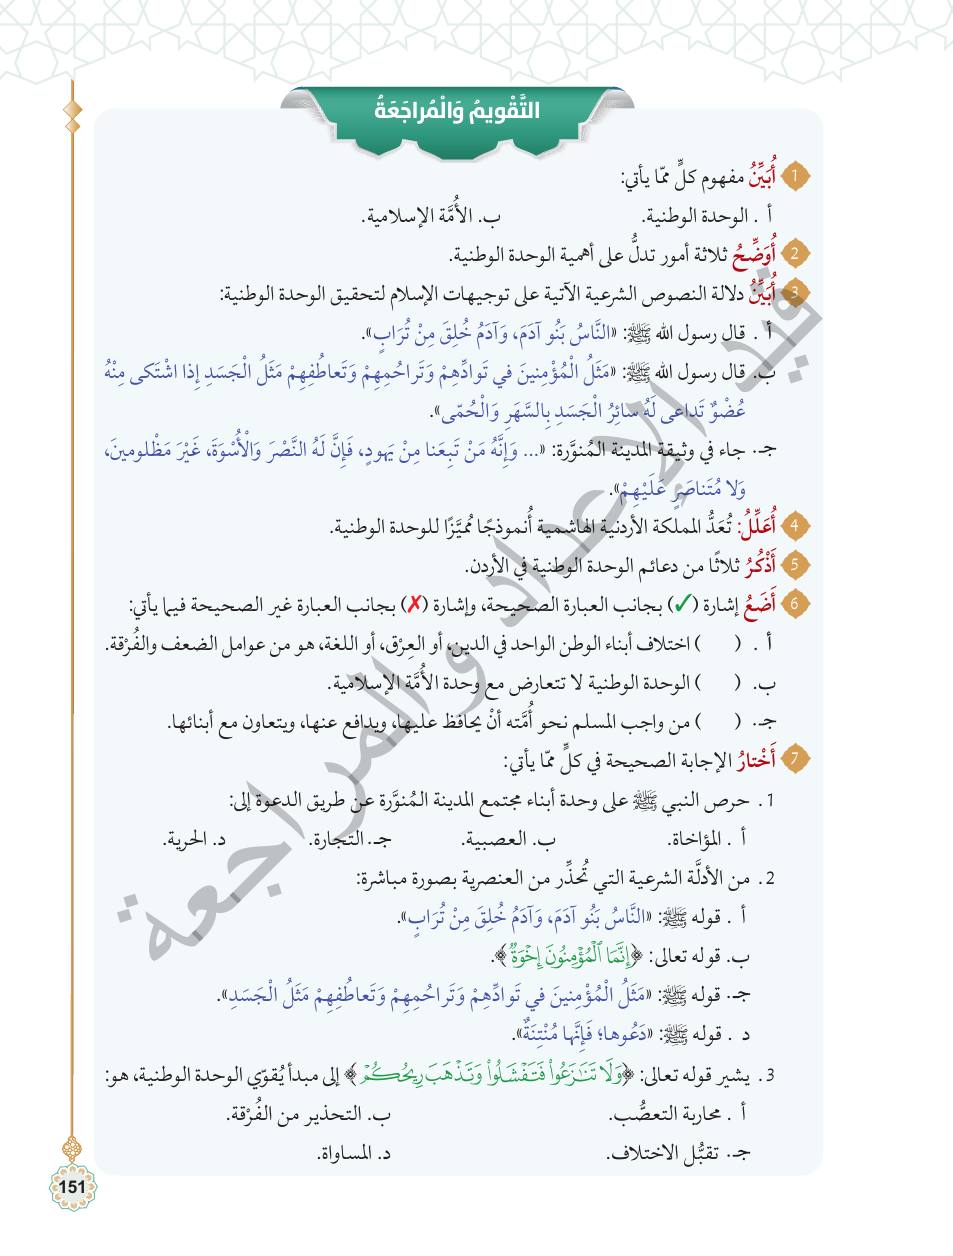 التَّقْويمُ وَالْمُراجَعَةُ
1 أُبَيِّنُ مفهوم كلٍّ ممّا يأتي:
أ . الوحدة الوطنية. ب. الأُمَّة الإسلامية.
2 أُوَضِّحُ ثلاثة أمور تدلُّ على أهمية الوحدة الوطنية.
3 أُبَيِّنُ دلالة النصوص الشرعية الآتية على توجيهات الإسلام لتحقيق الوحدة الوطنية:
أ . قال رسول الله ﷺ: «النَّاسُ بَنُو آدَمَ، وَآدَمُ خُلِقَ مِنْ تُرَابٍ».
ب. قال رسول الله ﷺ: «مَثَلُ الْمُؤْمِنينَ في تَوادِّهِمْ وَتَراحُمِهِمْ وَتَعاطُفِهِمْ مَثَلُ الْجَسَدِ إِذا اشْتَكى مِنْهُ
عُضْوٌ تَداعى لَهُ سائِرُ الْجَسَدِ بِالسَّهَرِ وَالْحُمّى».
جـ. جاء في وثيقة المدينة المُنوَّرة: «... وَإِنَّهُ مَنْ تَبِعَنا مِنْ يَهودٍ، فَإِنَّ لَهُ النَّصْرَ وَالْأُسْوَةَ، غَيْرَ مَظْلومينَ،
وَلا مُتَناصَرٍ عَلَيْهِمْ».
4 أُعَلِّلُ: تُعَدُّ المملكة الأردنية الهاشمية أُنموذجًا مُميَّزًا للوحدة الوطنية.
5 أَذْكُرُ ثلاثًا من دعائم الوحدة الوطنية في الأردن.
6 أَضَعُ إشارة (✓) بجانب العبارة الصحيحة، وإشارة (✗) بجانب العبارة غير الصحيحة فيما يأتي:
أ . ( ) اختلاف أبناء الوطن الواحد في الدين، أو العِرْق، أو اللغة، هو من عوامل الضعف والفُرْقة.
ب. ( ) الوحدة الوطنية لا تتعارض مع وحدة الأُمَّة الإسلامية.
جـ. ( ) من واجب المسلم نحو أُمَّته أنْ يحافظ عليها، ويدافع عنها، ويتعاون مع أبنائها.
7 أَخْتارُ الإجابة الصحيحة في كلٍّ ممّا يأتي:
1. حرص النبي ﷺ على وحدة أبناء مجتمع المدينة المُنوَّرة عن طريق الدعوة إلى:
أ . المؤاخاة. ب. العصبية. جـ. التجارة. د. الحرية.
2. من الأدلَّة الشرعية التي تُحذِّر من العنصرية بصورة مباشرة:
أ . قوله ﷺ: «النَّاسُ بَنُو آدَمَ، وَآدَمُ خُلِقَ مِنْ تُرَابٍ».
ب. قوله تعالى: ﴿إِنَّمَا ٱلْمُؤْمِنُونَ إِخْوَةٌ﴾.
جـ. قوله ﷺ: «مَثَلُ الْمُؤْمِنينَ في تَوادِّهِمْ وَتَراحُمِهِمْ وَتَعاطُفِهِمْ مَثَلُ الْجَسَدِ».
د . قوله ﷺ: «دَعُوها؛ فَإِنَّها مُنْتِنَةٌ».
3. يشير قوله تعالى: ﴿وَلَا تَنَٰزَعُوا۟ فَتَفْشَلُوا۟ وَتَذْهَبَ رِيحُكُمْ﴾ إلى مبدأ يُقوّي الوحدة الوطنية، هو:
أ . محاربة التعصُّب. ب. التحذير من الفُرْقة.
جـ. تقبُّل الاختلاف. د. المساواة.
151
قيد الإعداد والمراجعة